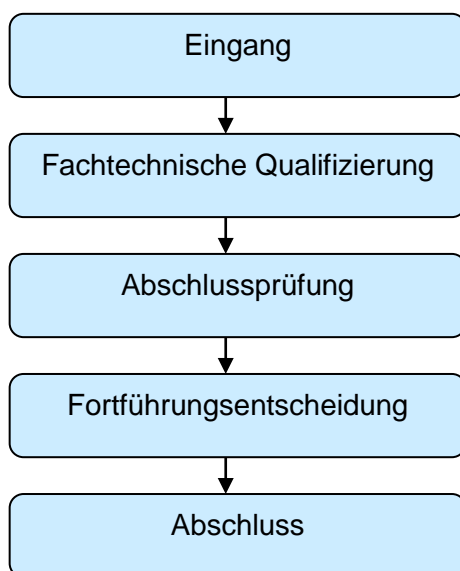 Eingang
Fachtechnische Qualifizierung
Abschlussprüfung
Fortführungsentscheidung
Abschluss